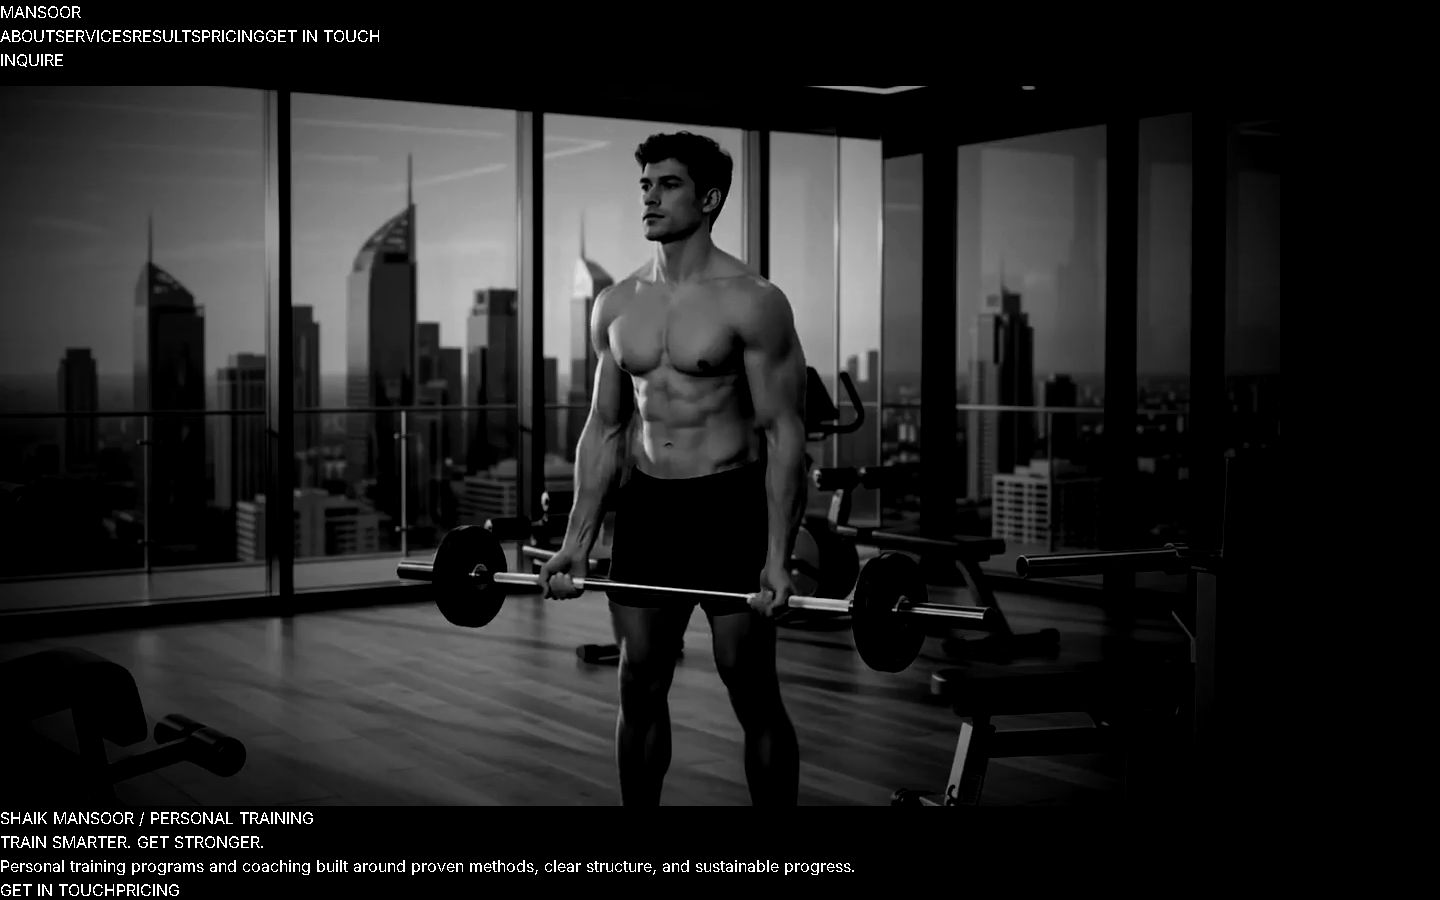 MANSOOR
ABOUTSERVICESRESULTSPRICINGGET IN TOUCH
INQUIRE
SHAIK MANSOOR / PERSONAL TRAINING
TRAIN SMARTER. GET STRONGER.
Personal training programs and coaching built around proven methods, clear structure, and sustainable progress.
GET IN TOUCHPRICING